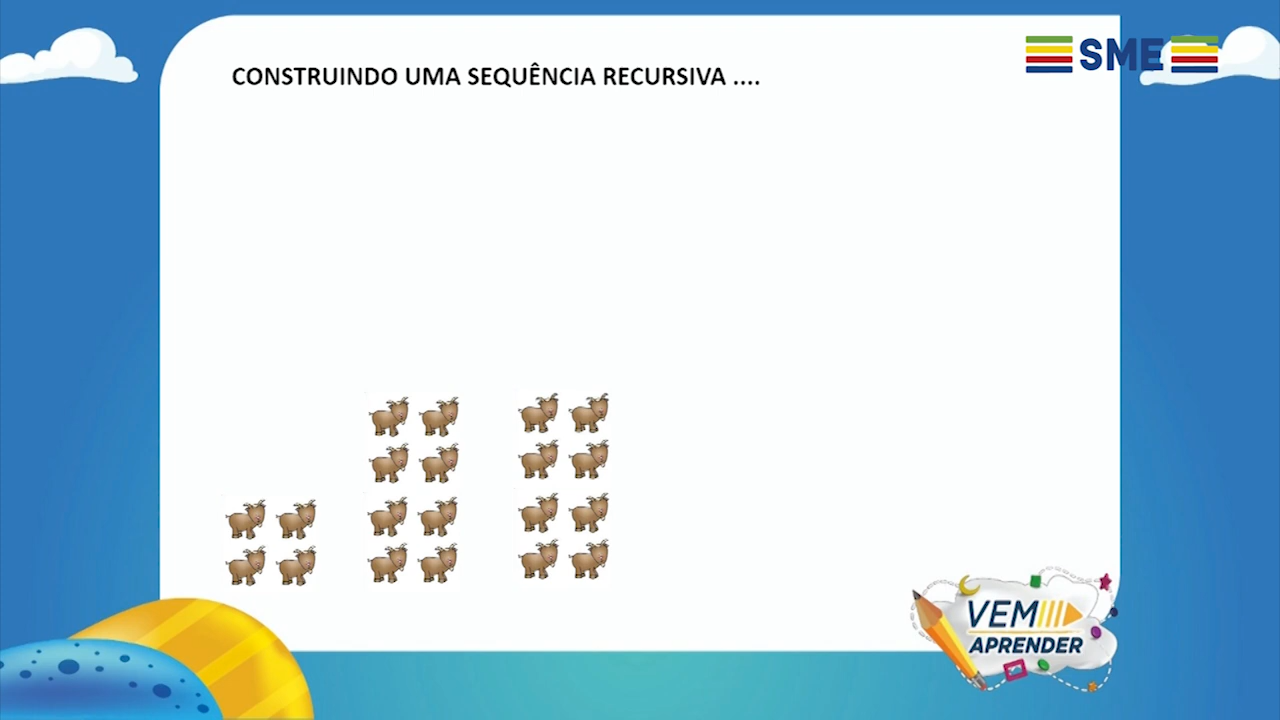 CONSTRUINDO UMA SEQUÊNCIA RECURSIVA ....
SME
VEM
APRENDER